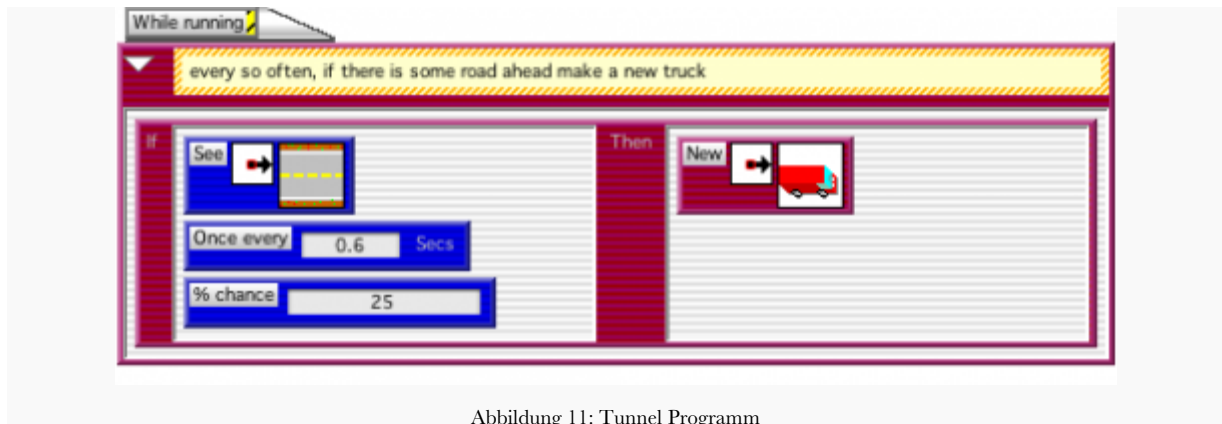 While running
every so often, if there is some road ahead make a new truck
If
See
Then
New
Once every 0.6 Secs
% chance 25
Abbildung 11: Tunnel Programm